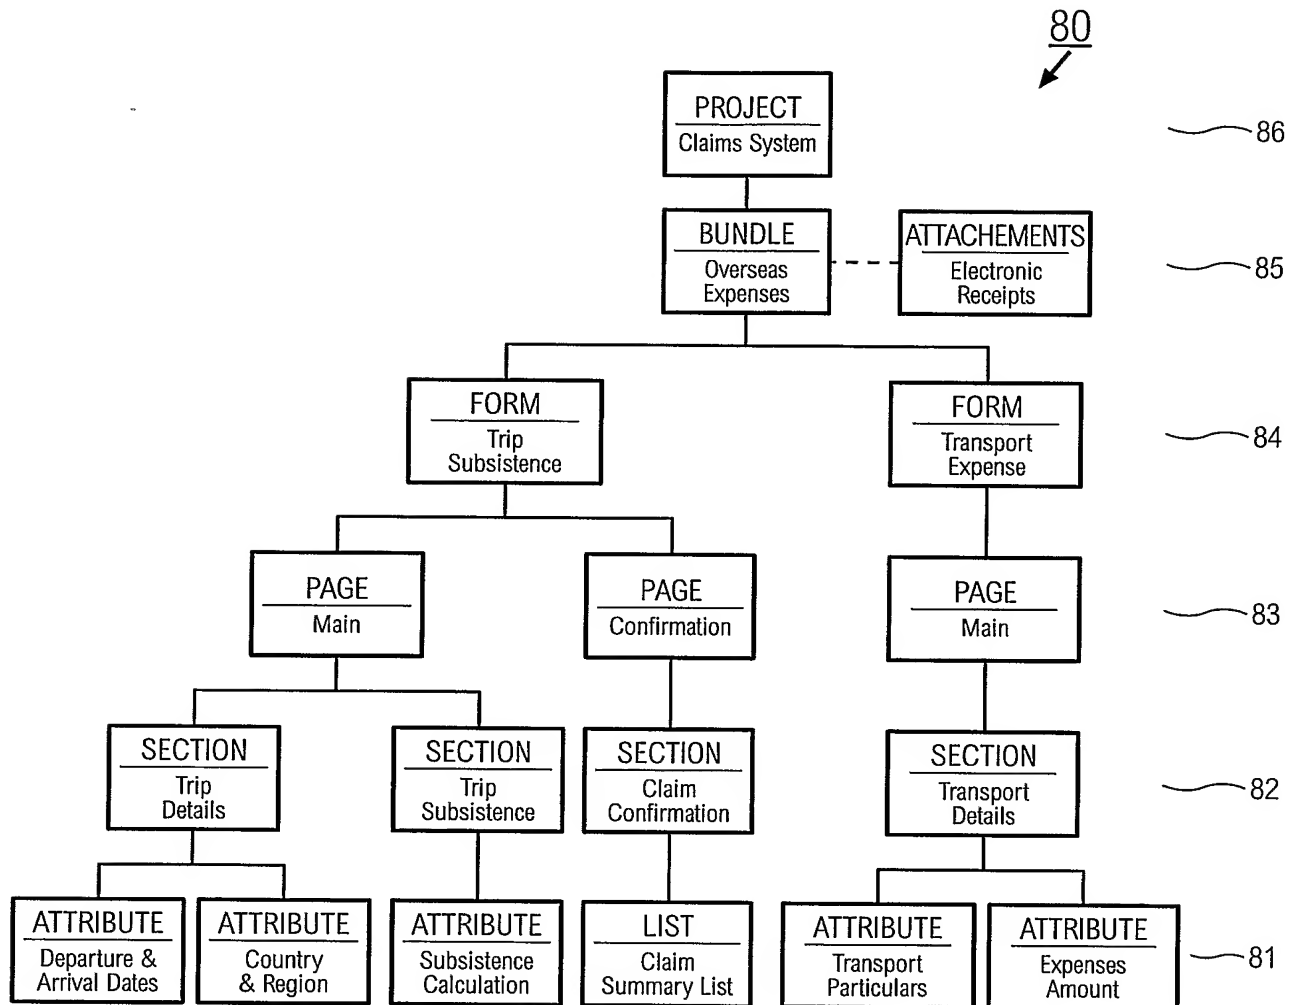 80
PROJECT
Claims System
86
BUNDLE
Overseas
Expenses
ATTACHEMENTS
Electronic
Receipts
85
FORM
Trip
Subsistence
FORM
Transport
Expense
84
PAGE
Main
PAGE
Confirmation
PAGE
Main
83
SECTION
Trip
Details
SECTION
Trip
Subsistence
SECTION
Claim
Confirmation
SECTION
Transport
Details
82
ATTRIBUTE
Departure &
Arrival Dates
ATTRIBUTE
Country
& Region
ATTRIBUTE
Subsistence
Calculation
LIST
Claim
Summary List
ATTRIBUTE
Transport
Particulars
ATTRIBUTE
Expenses
Amount
81